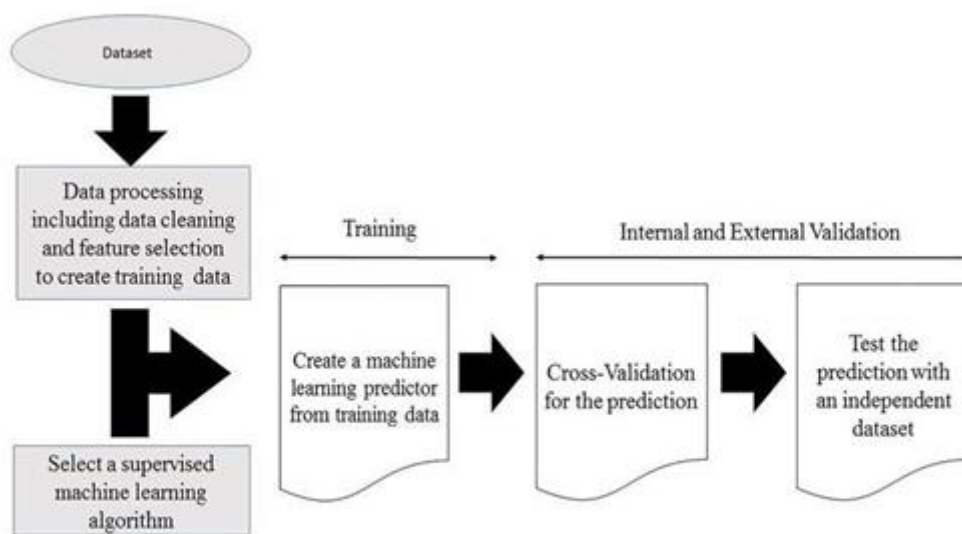 Dataset
Data processing
including data cleaning
and feature selection
to create training data
Select a supervised
machine learning
algorithm
Training
Create a machine
learning predictor
from training data
Internal and External Validation
Cross-Validation
for the prediction
Test the
prediction with
an independent
dataset